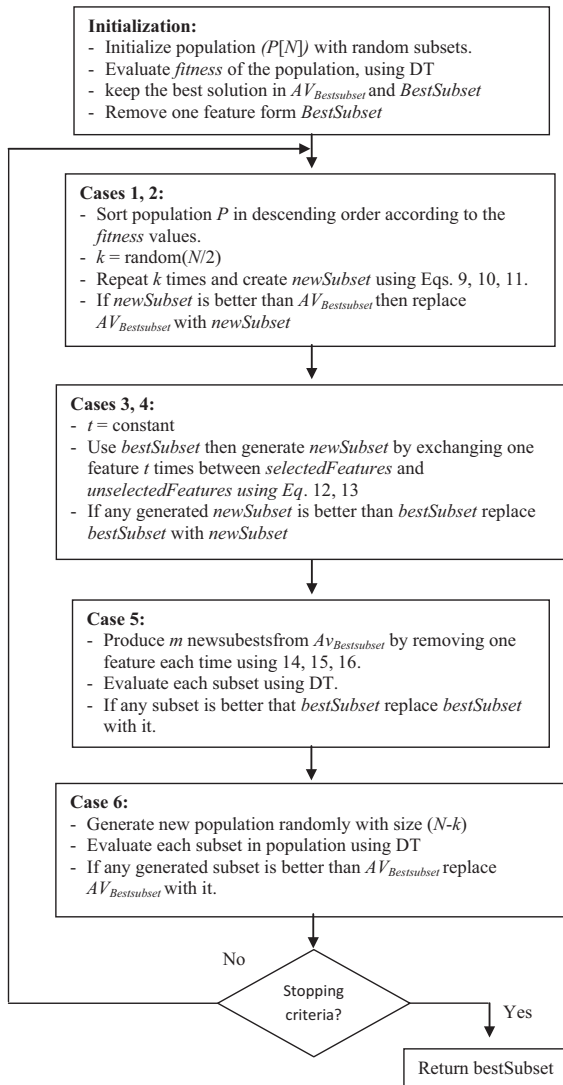 Initialization:
- Initialize population (P[N]) with random subsets.
- Evaluate fitness of the population, using DT
- keep the best solution in AV_Bestsubset and BestSubset
- Remove one feature form BestSubset
Cases 1, 2:
- Sort population P in descending order according to the
fitness values.
- k = random(N/2)
- Repeat k times and create newSubset using Eqs. 9, 10, 11.
- If newSubset is better than AV_Bestsubset then replace
AV_Bestsubset with newSubset
Cases 3, 4:
- t = constant
- Use bestSubset then generate newSubset by exchanging one
feature t times between selectedFeatures and
unselectedFeatures using Eq. 12, 13
- If any generated newSubset is better than bestSubset replace
bestSubset with newSubset
Case 5:
- Produce m newsubestsfrom Av_Bestsubset by removing one
feature each time using 14, 15, 16.
- Evaluate each subset using DT.
- If any subset is better that bestSubset replace bestSubset
with it.
Case 6:
- Generate new population randomly with size (N-k)
- Evaluate each subset in population using DT
- If any generated subset is better than AV_Bestsubset replace
AV_Bestsubset with it.
No
Stopping
criteria?
Yes
Return bestSubset